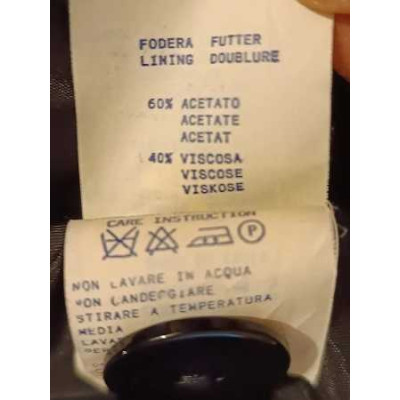 FODERA FUTTER
LINING DOUBLURE
60% ACETATO
ACETATE
ACETAT
40% VISCOSA
VISCOSE
VISKOSE
CARE INSTRUCTION
P
NON LAVARE IN ACQUA
NON CANDEGGIARE
STIRARE A TEMPERATURA
MEDIA